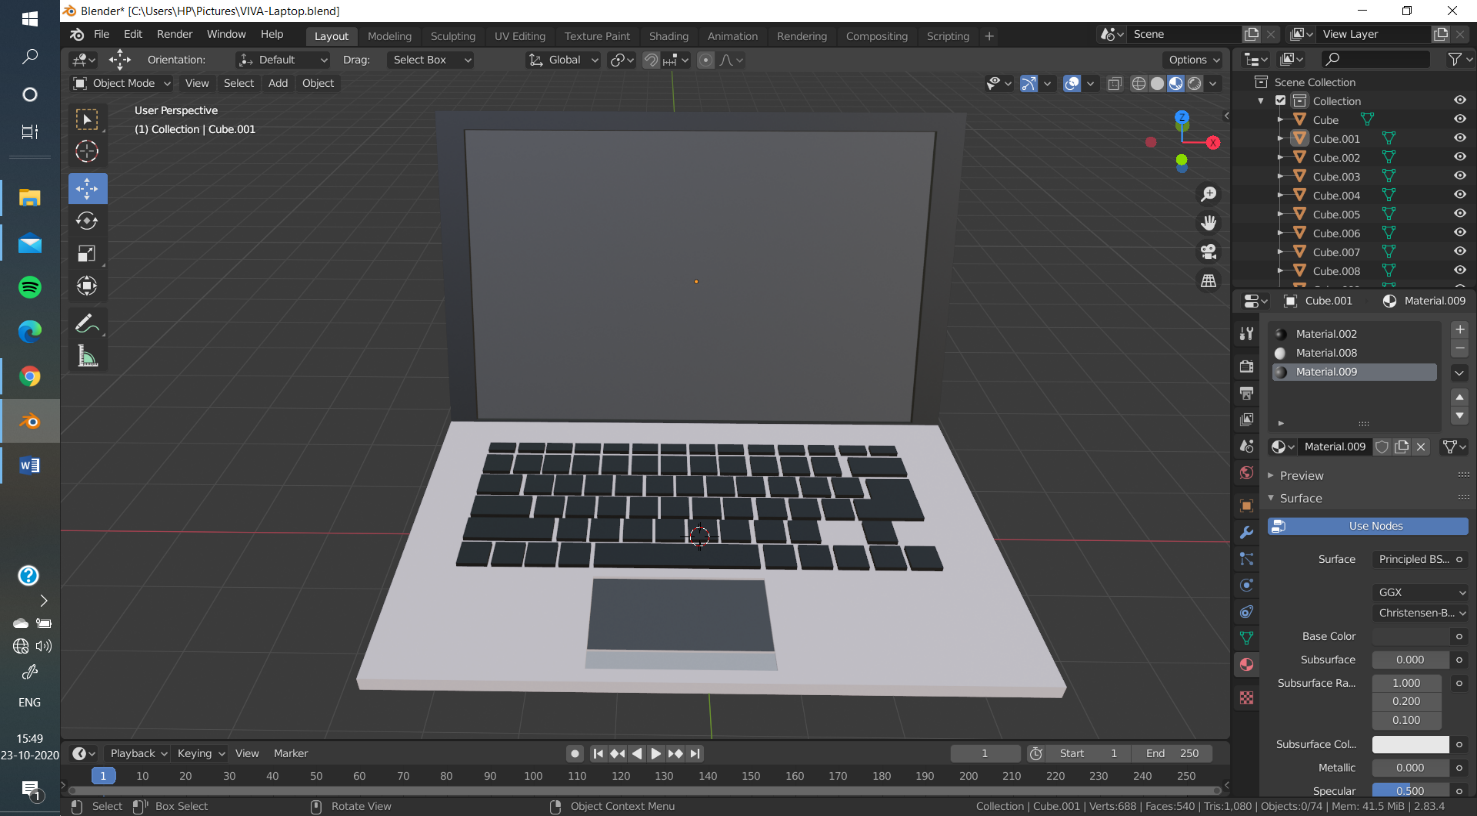 Blender* [C:\Users\HP\Pictures\VIVA-Laptop.blend]
File Edit Render Window Help Layout Modeling Sculpting UV Editing Texture Paint Shading Animation Rendering Compositing Scripting + Scene View Layer
Orientation: Default Drag: Select Box Global Options
Object Mode View Select Add Object
User Perspective
(1) Collection | Cube.001
Z
X
Scene Collection
Collection
Cube
Cube.001
Cube.002
Cube.003
Cube.004
Cube.005
Cube.006
Cube.007
Cube.008
Cube.001 Material.009
Material.002
Material.008
Material.009
Material.009
Preview
Surface
Use Nodes
Surface Principled BS...
GGX
Christensen-B...
Base Color
Subsurface 0.000
Subsurface Ra... 1.000
0.200
0.100
Subsurface Col...
Metallic 0.000
Specular 0.500
Playback Keying View Marker 1 Start 1 End 250
1 10 20 30 40 50 60 70 80 90 100 110 120 130 140 150 160 170 180 190 200 210 220 230 240 250
Select Box Select Rotate View Object Context Menu Collection | Cube.001 | Verts:688 | Faces:540 | Tris:1,080 | Objects:0/74 | Mem: 41.5 MiB | 2.83.4
W
?
ENG
15:49
23-10-2020
1